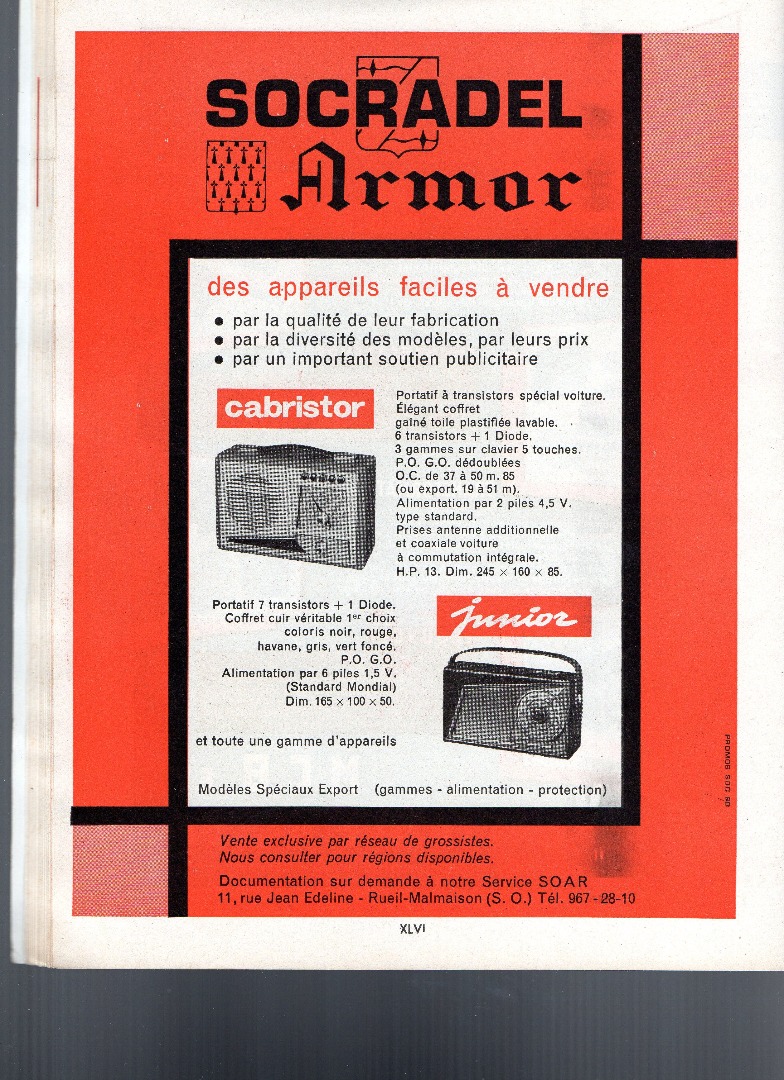 SOCRADEL
Armor
des appareils faciles à vendre
● par la qualité de leur fabrication
● par la diversité des modèles, par leurs prix
● par un important soutien publicitaire
cabristor
Portatif à transistors spécial voiture.
Élégant coffret
gainé toile plastifiée lavable.
6 transistors + 1 Diode.
3 gammes sur clavier 5 touches.
P.O. G.O. dédoublées
O.C. de 37 à 50 m. 85
(ou export. 19 à 51 m).
Alimentation par 2 piles 4,5 V.
type standard.
Prises antenne additionnelle
et coaxiale voiture
à commutation intégrale.
H.P. 13. Dim. 245 × 160 × 85.
Portatif 7 transistors + 1 Diode.
Coffret cuir véritable 1er choix
coloris noir, rouge,
havane, gris, vert foncé.
P.O. G.O.
Alimentation par 6 piles 1,5 V.
(Standard Mondial)
Dim. 165 × 100 × 50.
junior
et toute une gamme d'appareils
Modèles Spéciaux Export (gammes - alimentation - protection)
Vente exclusive par réseau de grossistes.
Nous consulter pour régions disponibles.
Documentation sur demande à notre Service SOAR
11, rue Jean Edeline - Rueil-Malmaison (S. O.) Tél. 967-28-10
XLVI